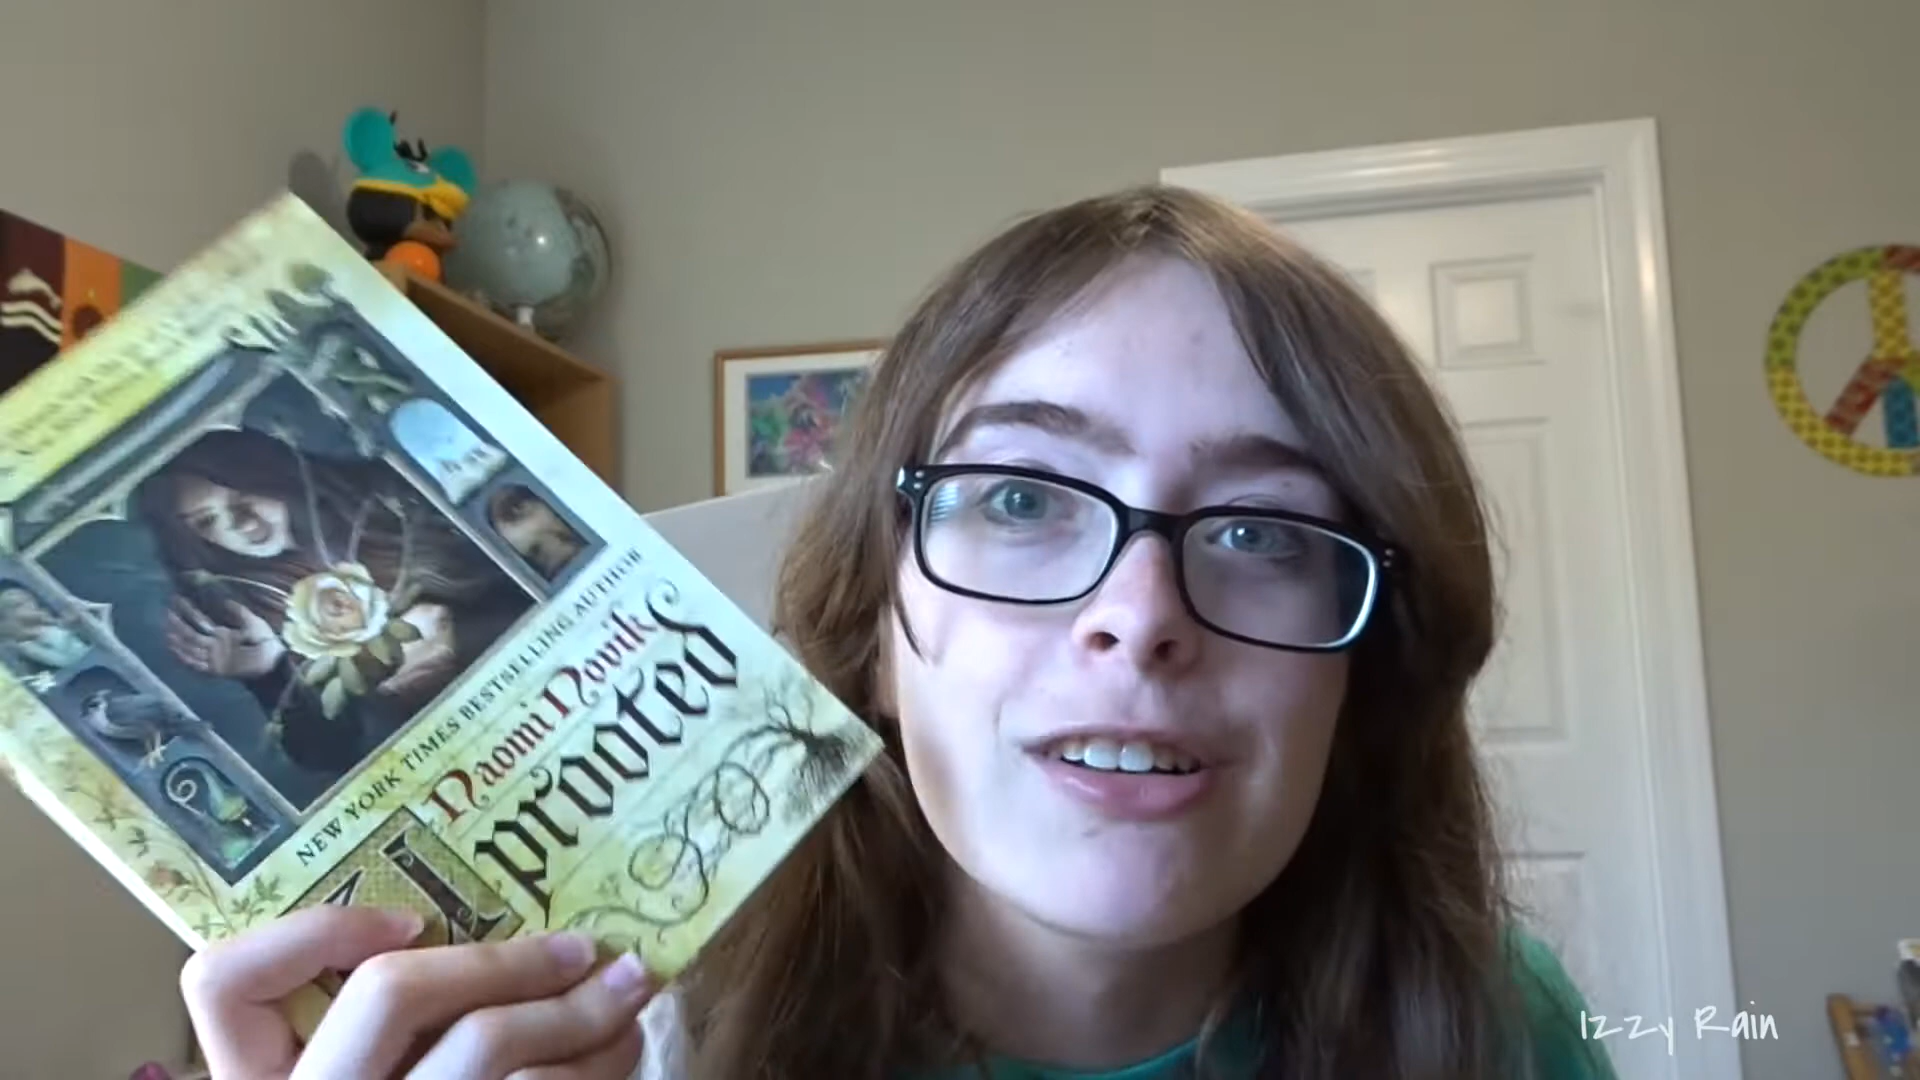 NEW YORK TIMES BESTSELLING AUTHOR
Naomi Novik
Uprooted
Izzy Rain